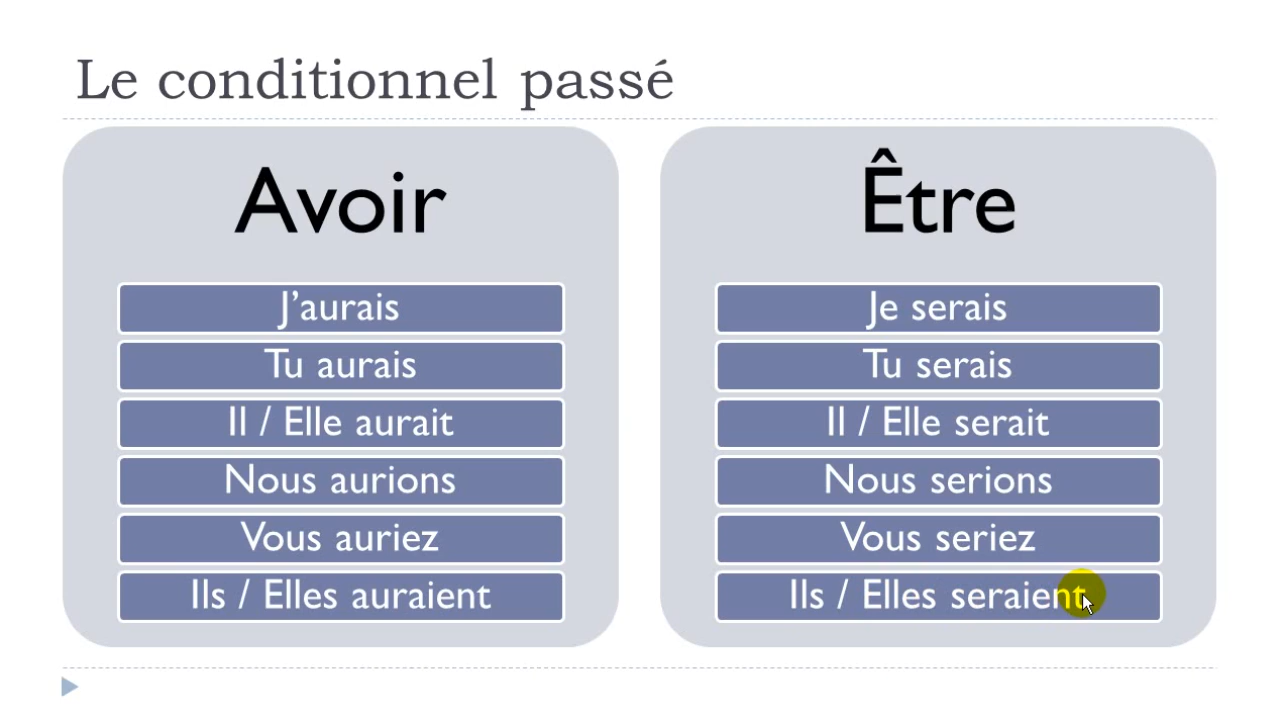 Le conditionnel passé
Avoir
J’aurais
Tu aurais
Il / Elle aurait
Nous aurions
Vous auriez
Ils / Elles auraient
Être
Je serais
Tu serais
Il / Elle serait
Nous serions
Vous seriez
Ils / Elles seraient